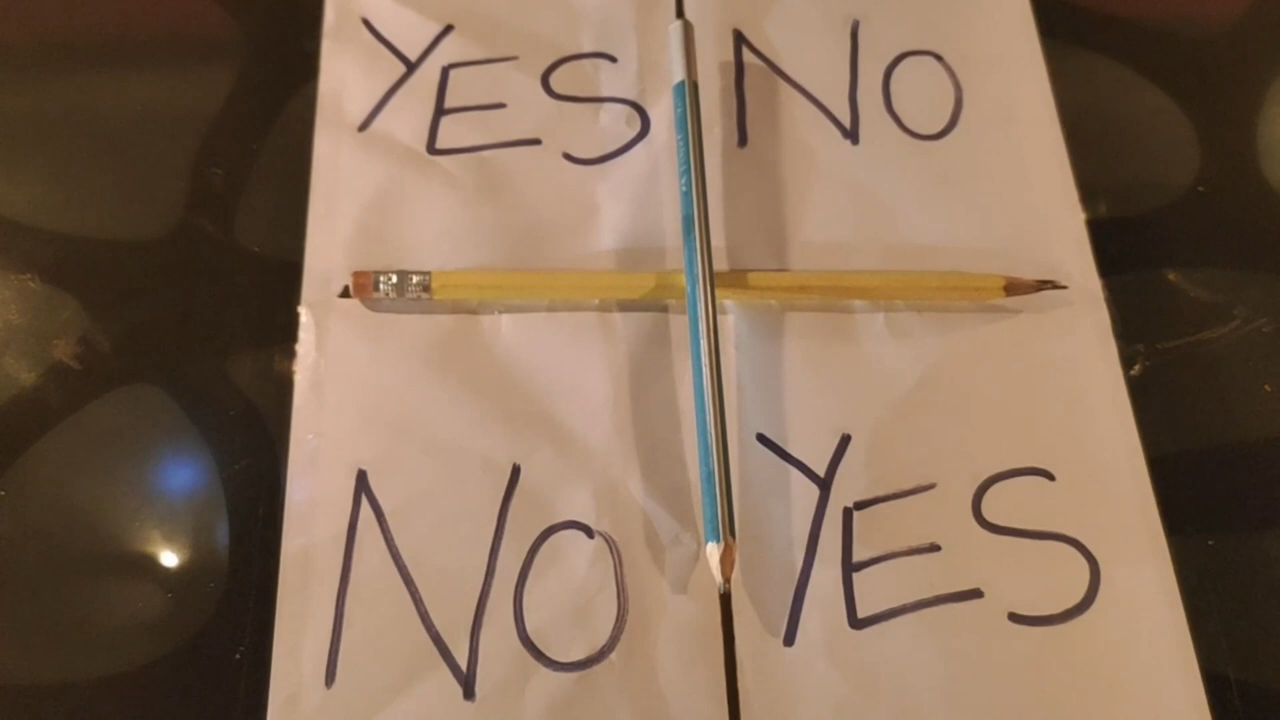 YES NO
NO YES